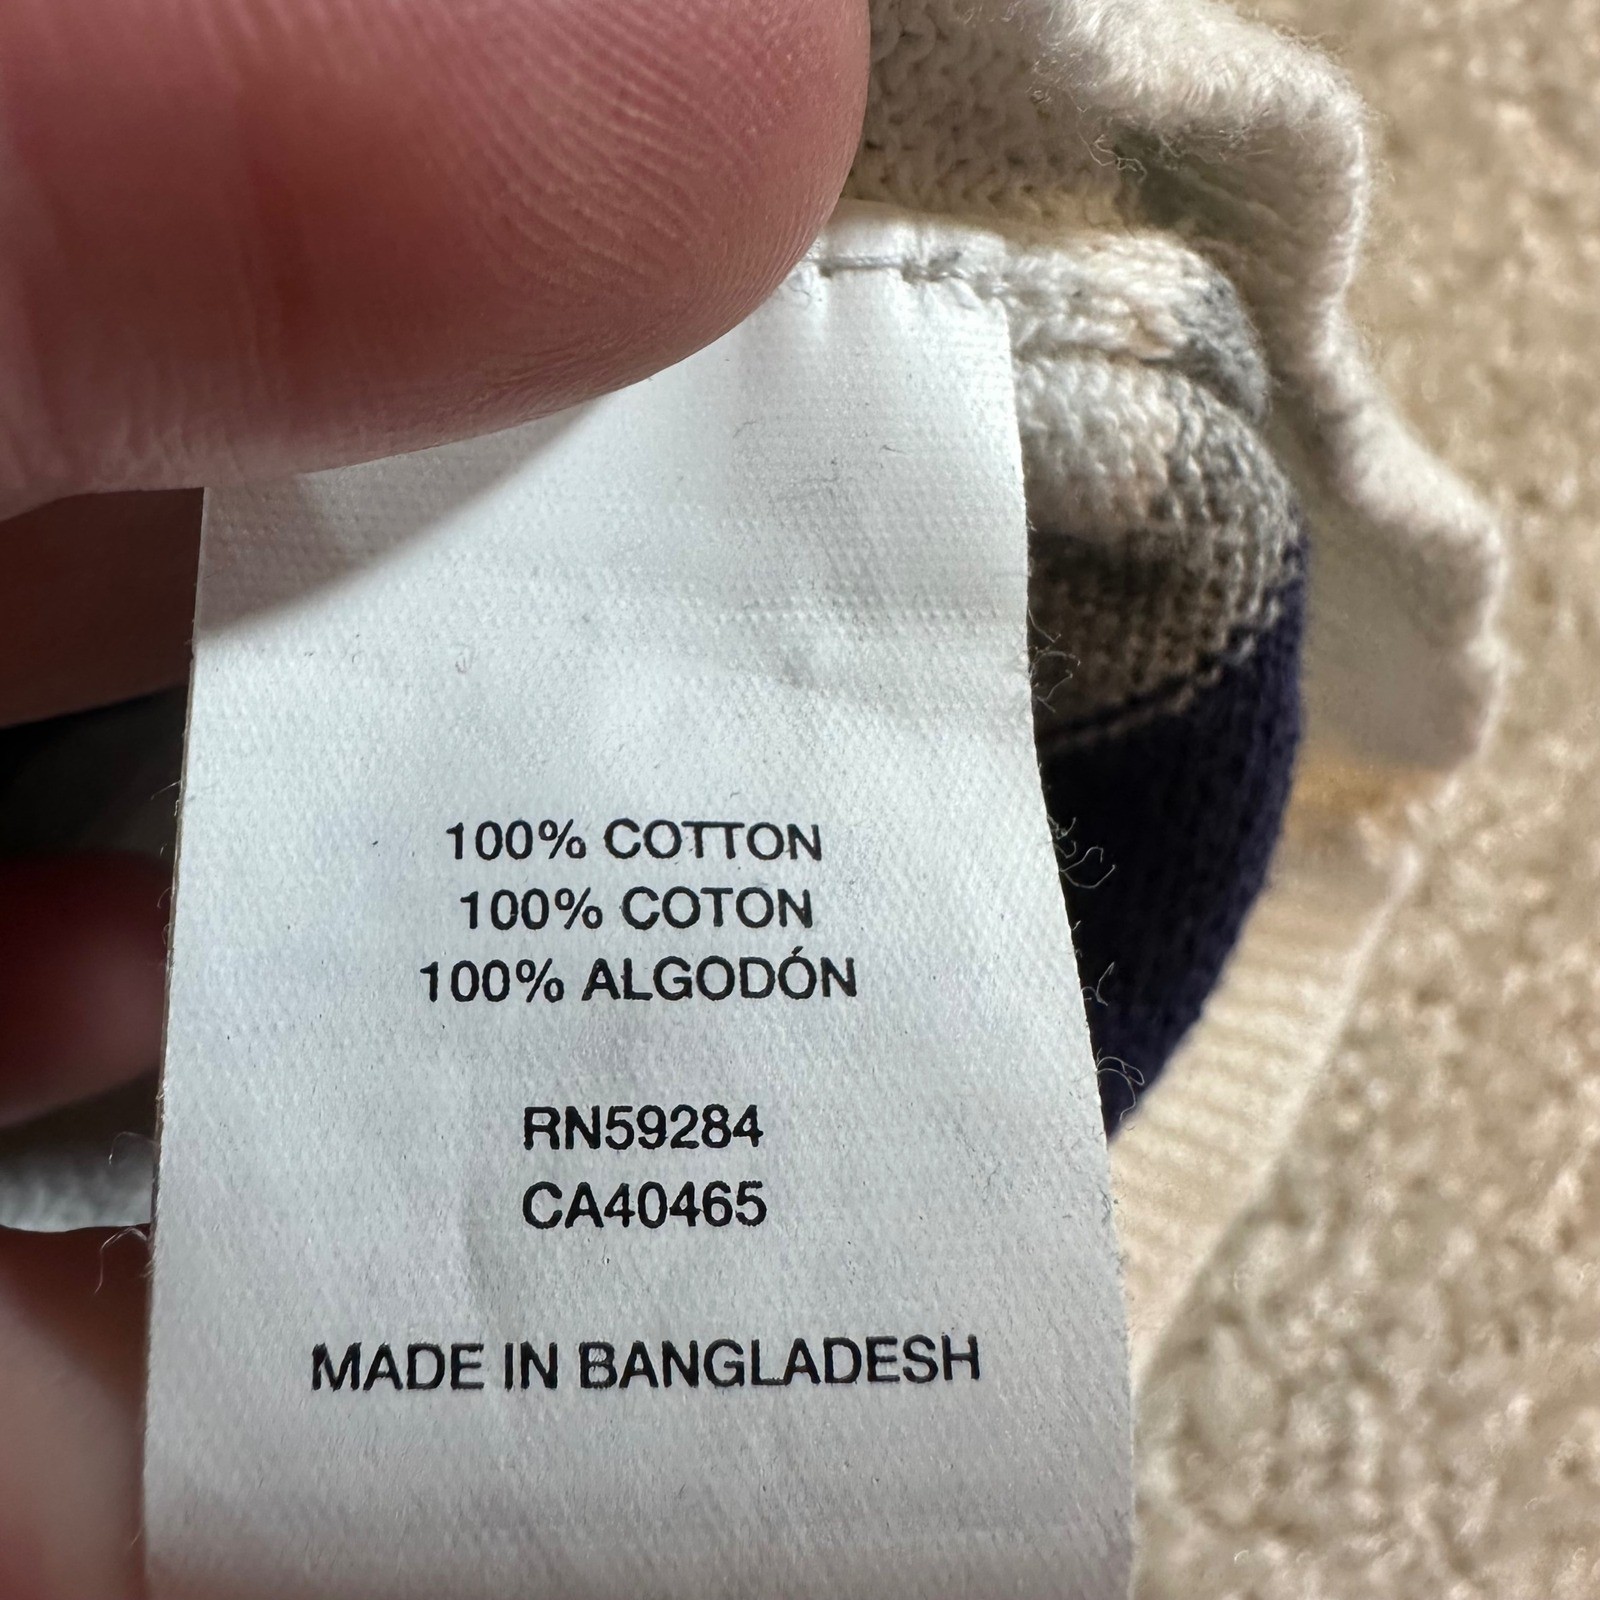 100% COTTON
100% COTON
100% ALGODÓN
RN59284
CA40465
MADE IN BANGLADESH